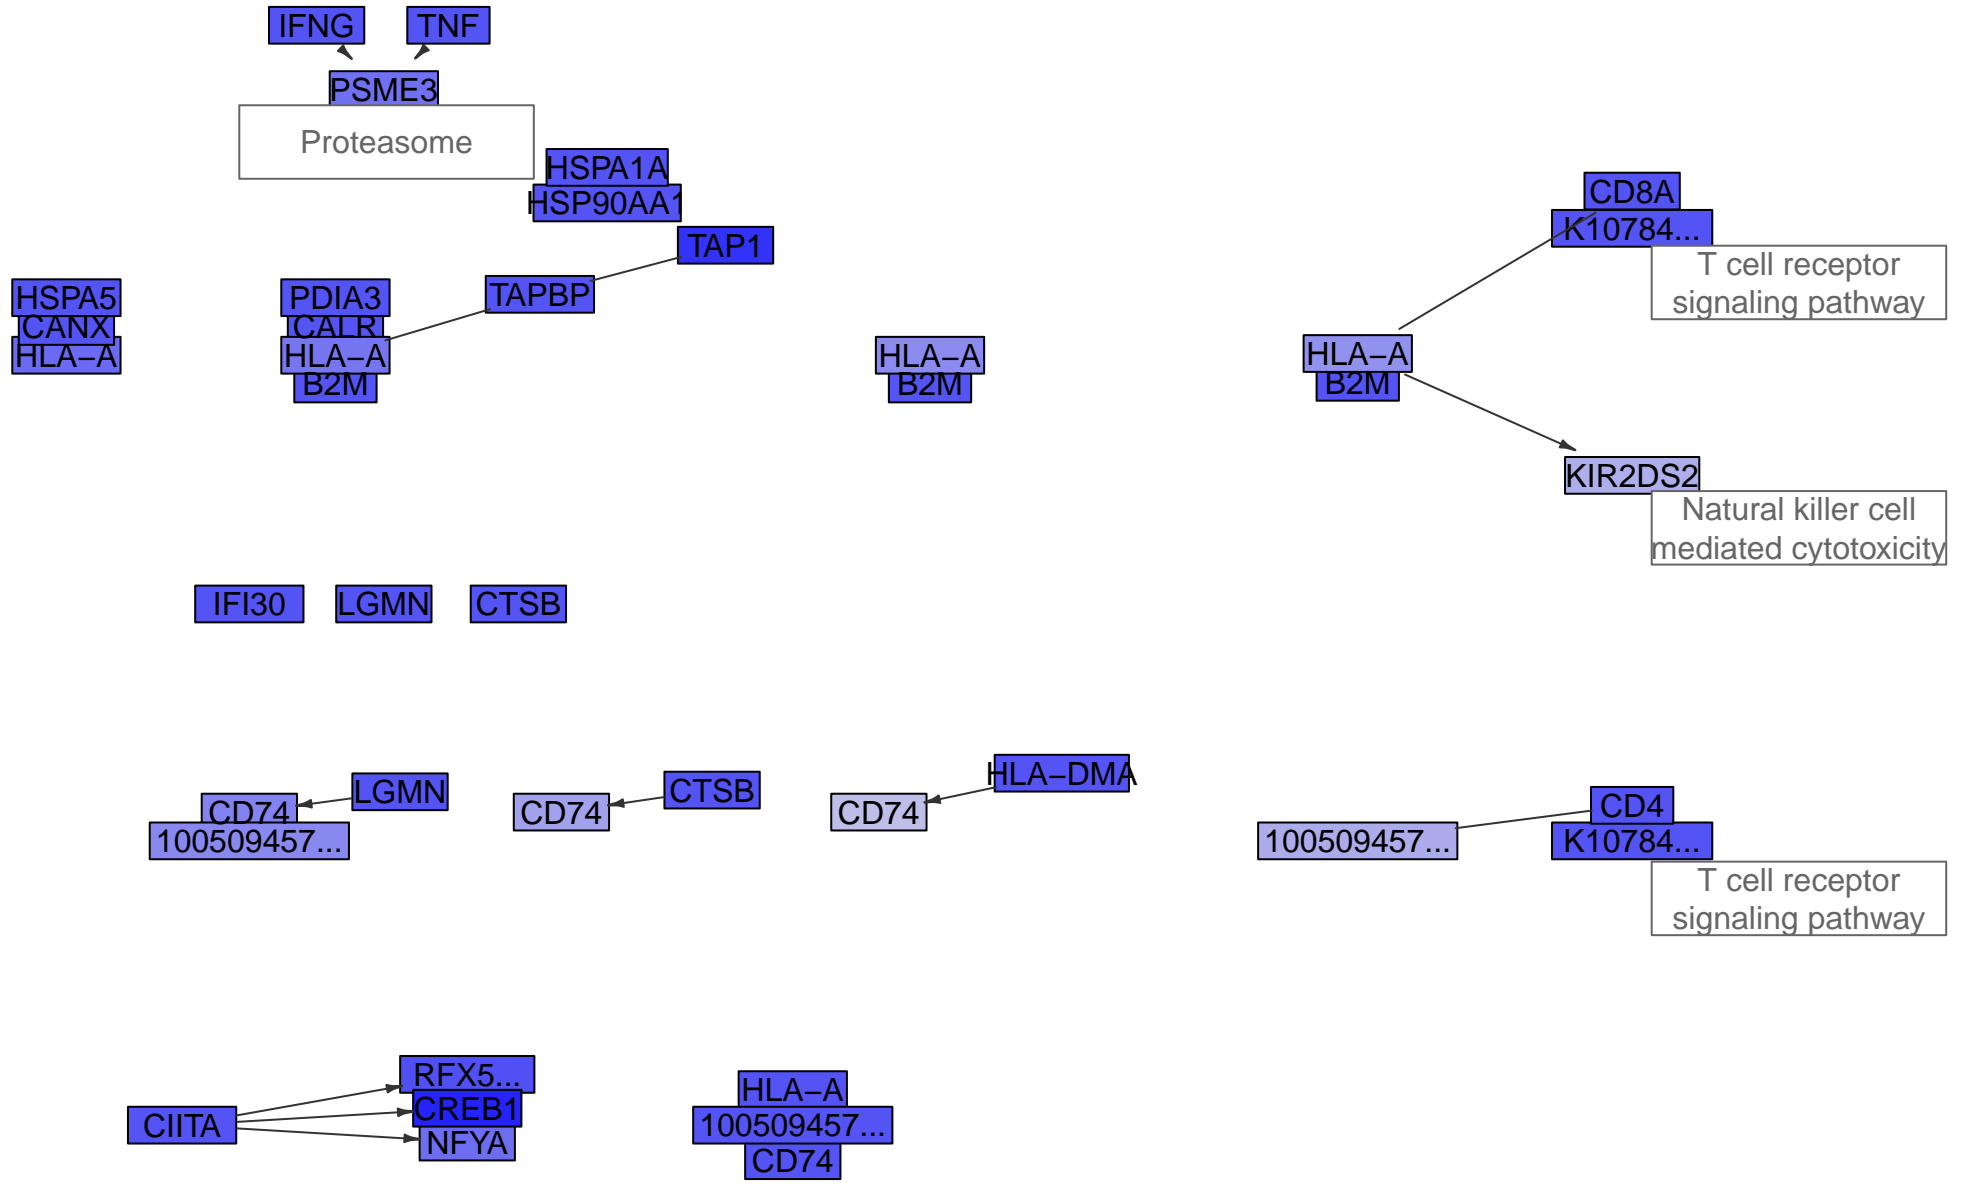 IFNG
TNF
PSME3
Proteasome
HSPA1A
HSP90AA1
TAP1
CD8A
K10784...
T cell receptor
signaling pathway
HSPA5
CANX
HLA−A
PDIA3
CALR
HLA−A
B2M
TAPBP
HLA−A
B2M
HLA−A
B2M
KIR2DS2
Natural killer cell
mediated cytotoxicity
IFI30
LGMN
CTSB
CD74
100509457...
LGMN
CD74
CTSB
CD74
HLA−DMA
100509457...
CD4
K10784...
T cell receptor
signaling pathway
CIITA
RFX5...
CREB1
NFYA
HLA−A
100509457...
CD74